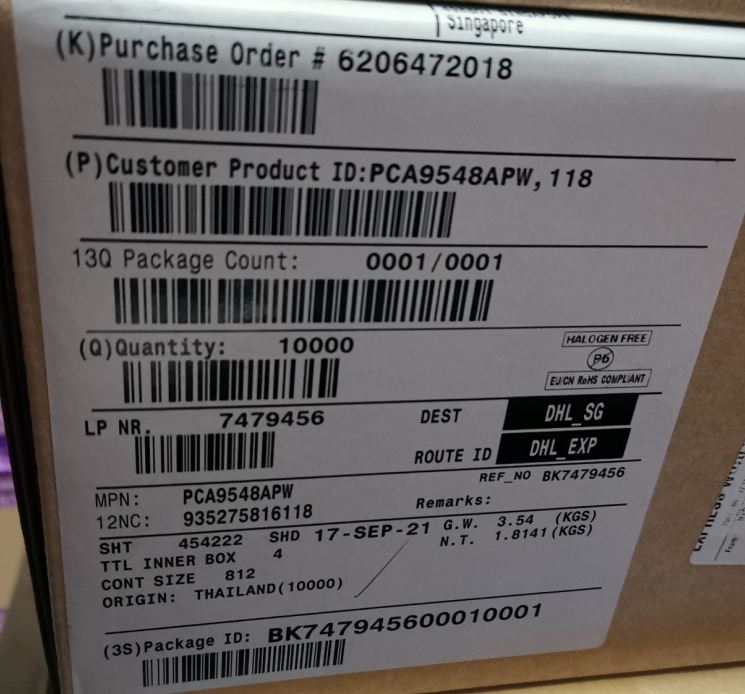 Singapore
(K)Purchase Order # 6206472018
(P)Customer Product ID:PCA9548APW,118
13Q Package Count: 0001/0001
(Q)Quantity: 10000
HALOGEN FREE
EU/CN RoHS COMPLIANT
LP NR. 7479456
DEST DHL_SG
ROUTE ID DHL_EXP
REF_NO BK7479456
MPN: PCA9548APW
Remarks:
12NC: 935275816118
SHT 454222 SHD 17-SEP-21 G.W. 3.54 (KGS)
TTL INNER BOX 4 N.T. 1.8141(KGS)
CONT SIZE 812
ORIGIN: THAILAND(10000)
(3S)Package ID: BK747945600010001
EXPRESS
From: